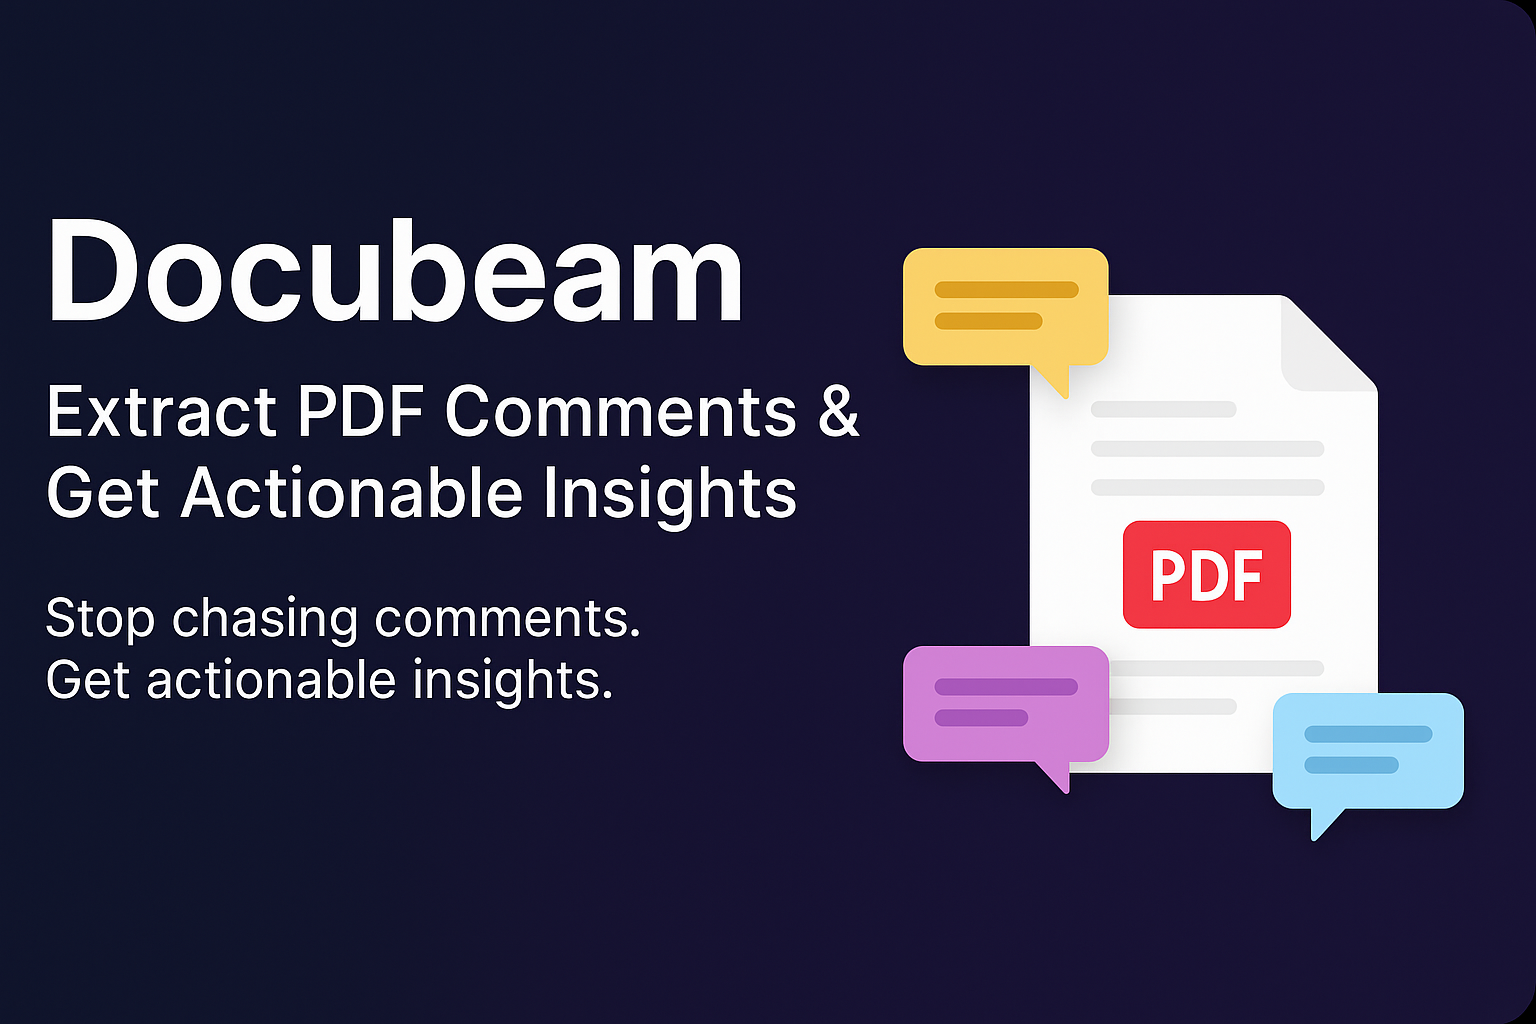 Docubeam
Extract PDF Comments &
Get Actionable Insights
Stop chasing comments.
Get actionable insights.
PDF